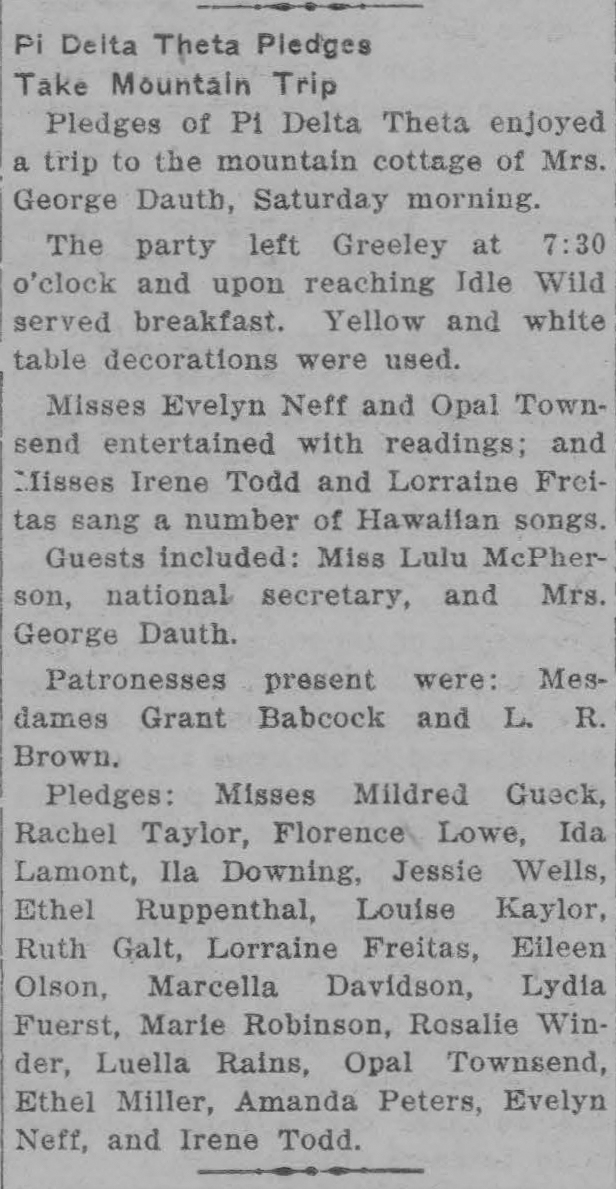 Pi Delta Theta Pledges
Take Mountain Trip
Pledges of Pi Delta Theta enjoyed
a trip to the mountain cottage of Mrs.
George Dauth, Saturday morning.
The party left Greeley at 7:30
o'clock and upon reaching Idle Wild
served breakfast. Yellow and white
table decorations were used.
Misses Evelyn Neff and Opal Town-
send entertained with readings; and
Misses Irene Todd and Lorraine Frei-
tas sang a number of Hawaiian songs.
Guests included: Miss Lulu McPher-
son, national secretary, and Mrs.
George Dauth.
Patronesses present were: Mes-
dames Grant Babcock and L. R.
Brown.
Pledges: Misses Mildred Gueck,
Rachel Taylor, Florence Lowe, Ida
Lamont, Ila Downing, Jessie Wells,
Ethel Ruppenthal, Louise Kaylor,
Ruth Galt, Lorraine Freitas, Eileen
Olson, Marcella Davidson, Lydia
Fuerst, Marie Robinson, Rosalie Win-
der, Luella Rains, Opal Townsend,
Ethel Miller, Amanda Peters, Evelyn
Neff, and Irene Todd.